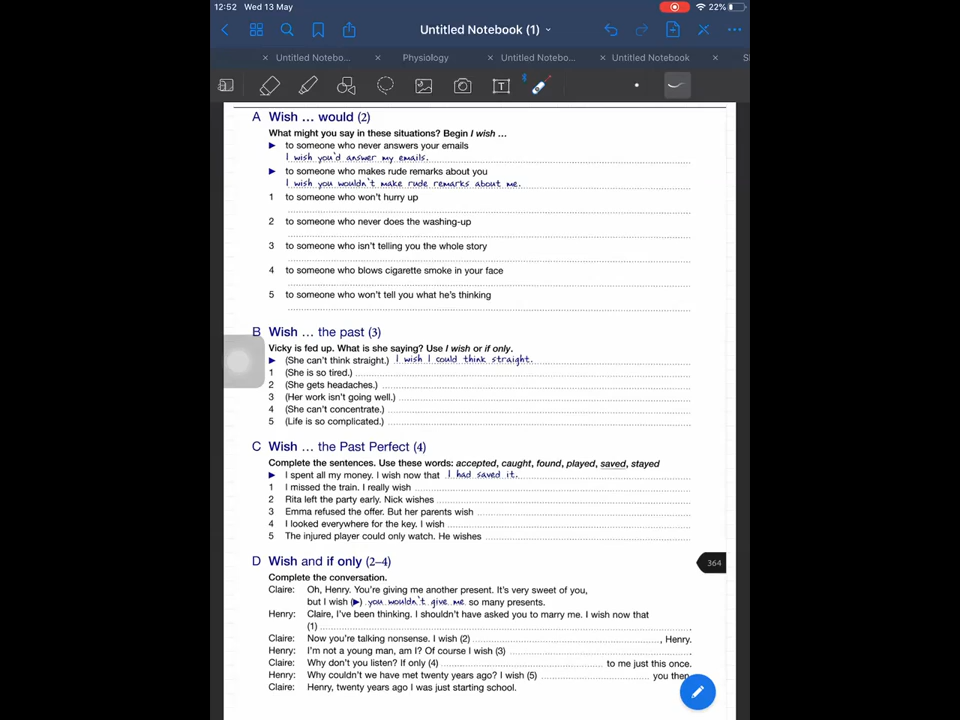 12:52 Wed 13 May 22%
Untitled Notebook (1)
Untitled Notebo... Physiology Untitled Notebo... Untitled Notebook
A Wish ... would (2)
What might you say in these situations? Begin I wish ...
to someone who never answers your emails
I wish you'd answer my emails.
to someone who makes rude remarks about you
I wish you wouldn't make rude remarks about me.
1 to someone who won't hurry up
2 to someone who never does the washing-up
3 to someone who isn't telling you the whole story
4 to someone who blows cigarette smoke in your face
5 to someone who won't tell you what he's thinking
B Wish ... the past (3)
Vicky is fed up. What is she saying? Use I wish or if only.
(She can't think straight.) I wish I could think straight.
1 (She is so tired.)
2 (She gets headaches.)
3 (Her work isn't going well.)
4 (She can't concentrate.)
5 (Life is so complicated.)
C Wish ... the Past Perfect (4)
Complete the sentences. Use these words: accepted, caught, found, played, saved, stayed
I spent all my money. I wish now that I had saved it.
1 I missed the train. I really wish
2 Rita left the party early. Nick wishes
3 Emma refused the offer. But her parents wish
4 I looked everywhere for the key. I wish
5 The injured player could only watch. He wishes
D Wish and if only (2–4)
364
Complete the conversation.
Claire: Oh, Henry. You're giving me another present. It's very sweet of you,
but I wish (▶) you wouldn't give me so many presents.
Henry: Claire, I've been thinking. I shouldn't have asked you to marry me. I wish now that
(1) .
Claire: Now you're talking nonsense. I wish (2) , Henry.
Henry: I'm not a young man, am I? Of course I wish (3) .
Claire: Why don't you listen? If only (4) to me just this once.
Henry: Why couldn't we have met twenty years ago? I wish (5) you then
Claire: Henry, twenty years ago I was just starting school.